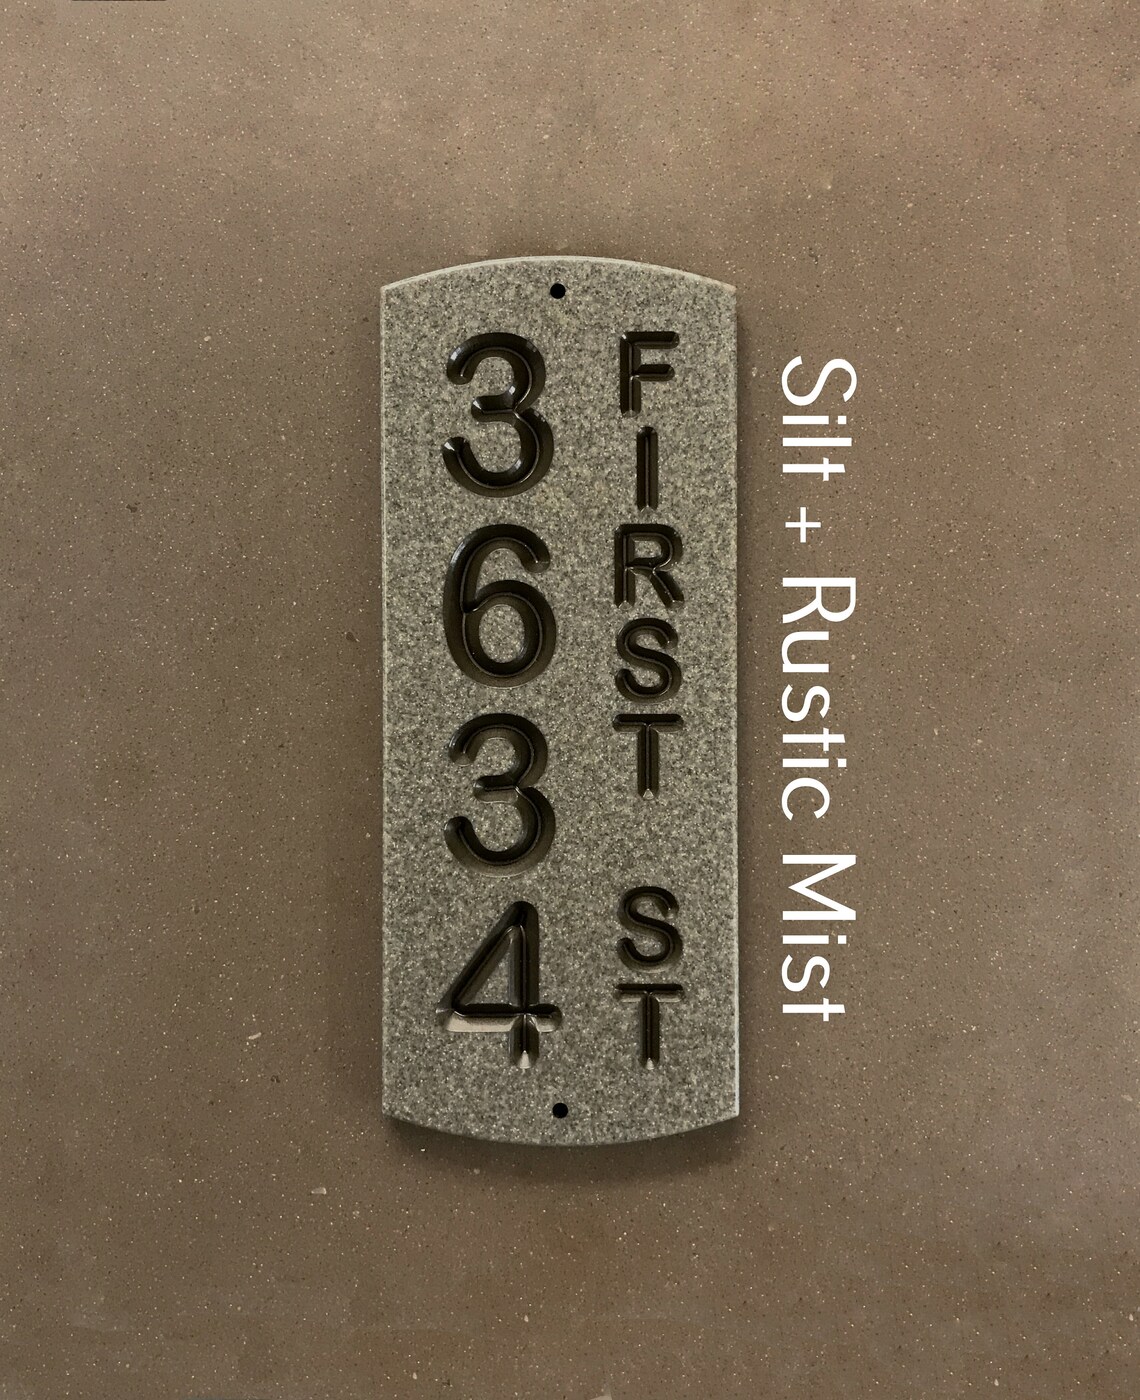 3634
FIRST ST
Silt + Rustic Mist